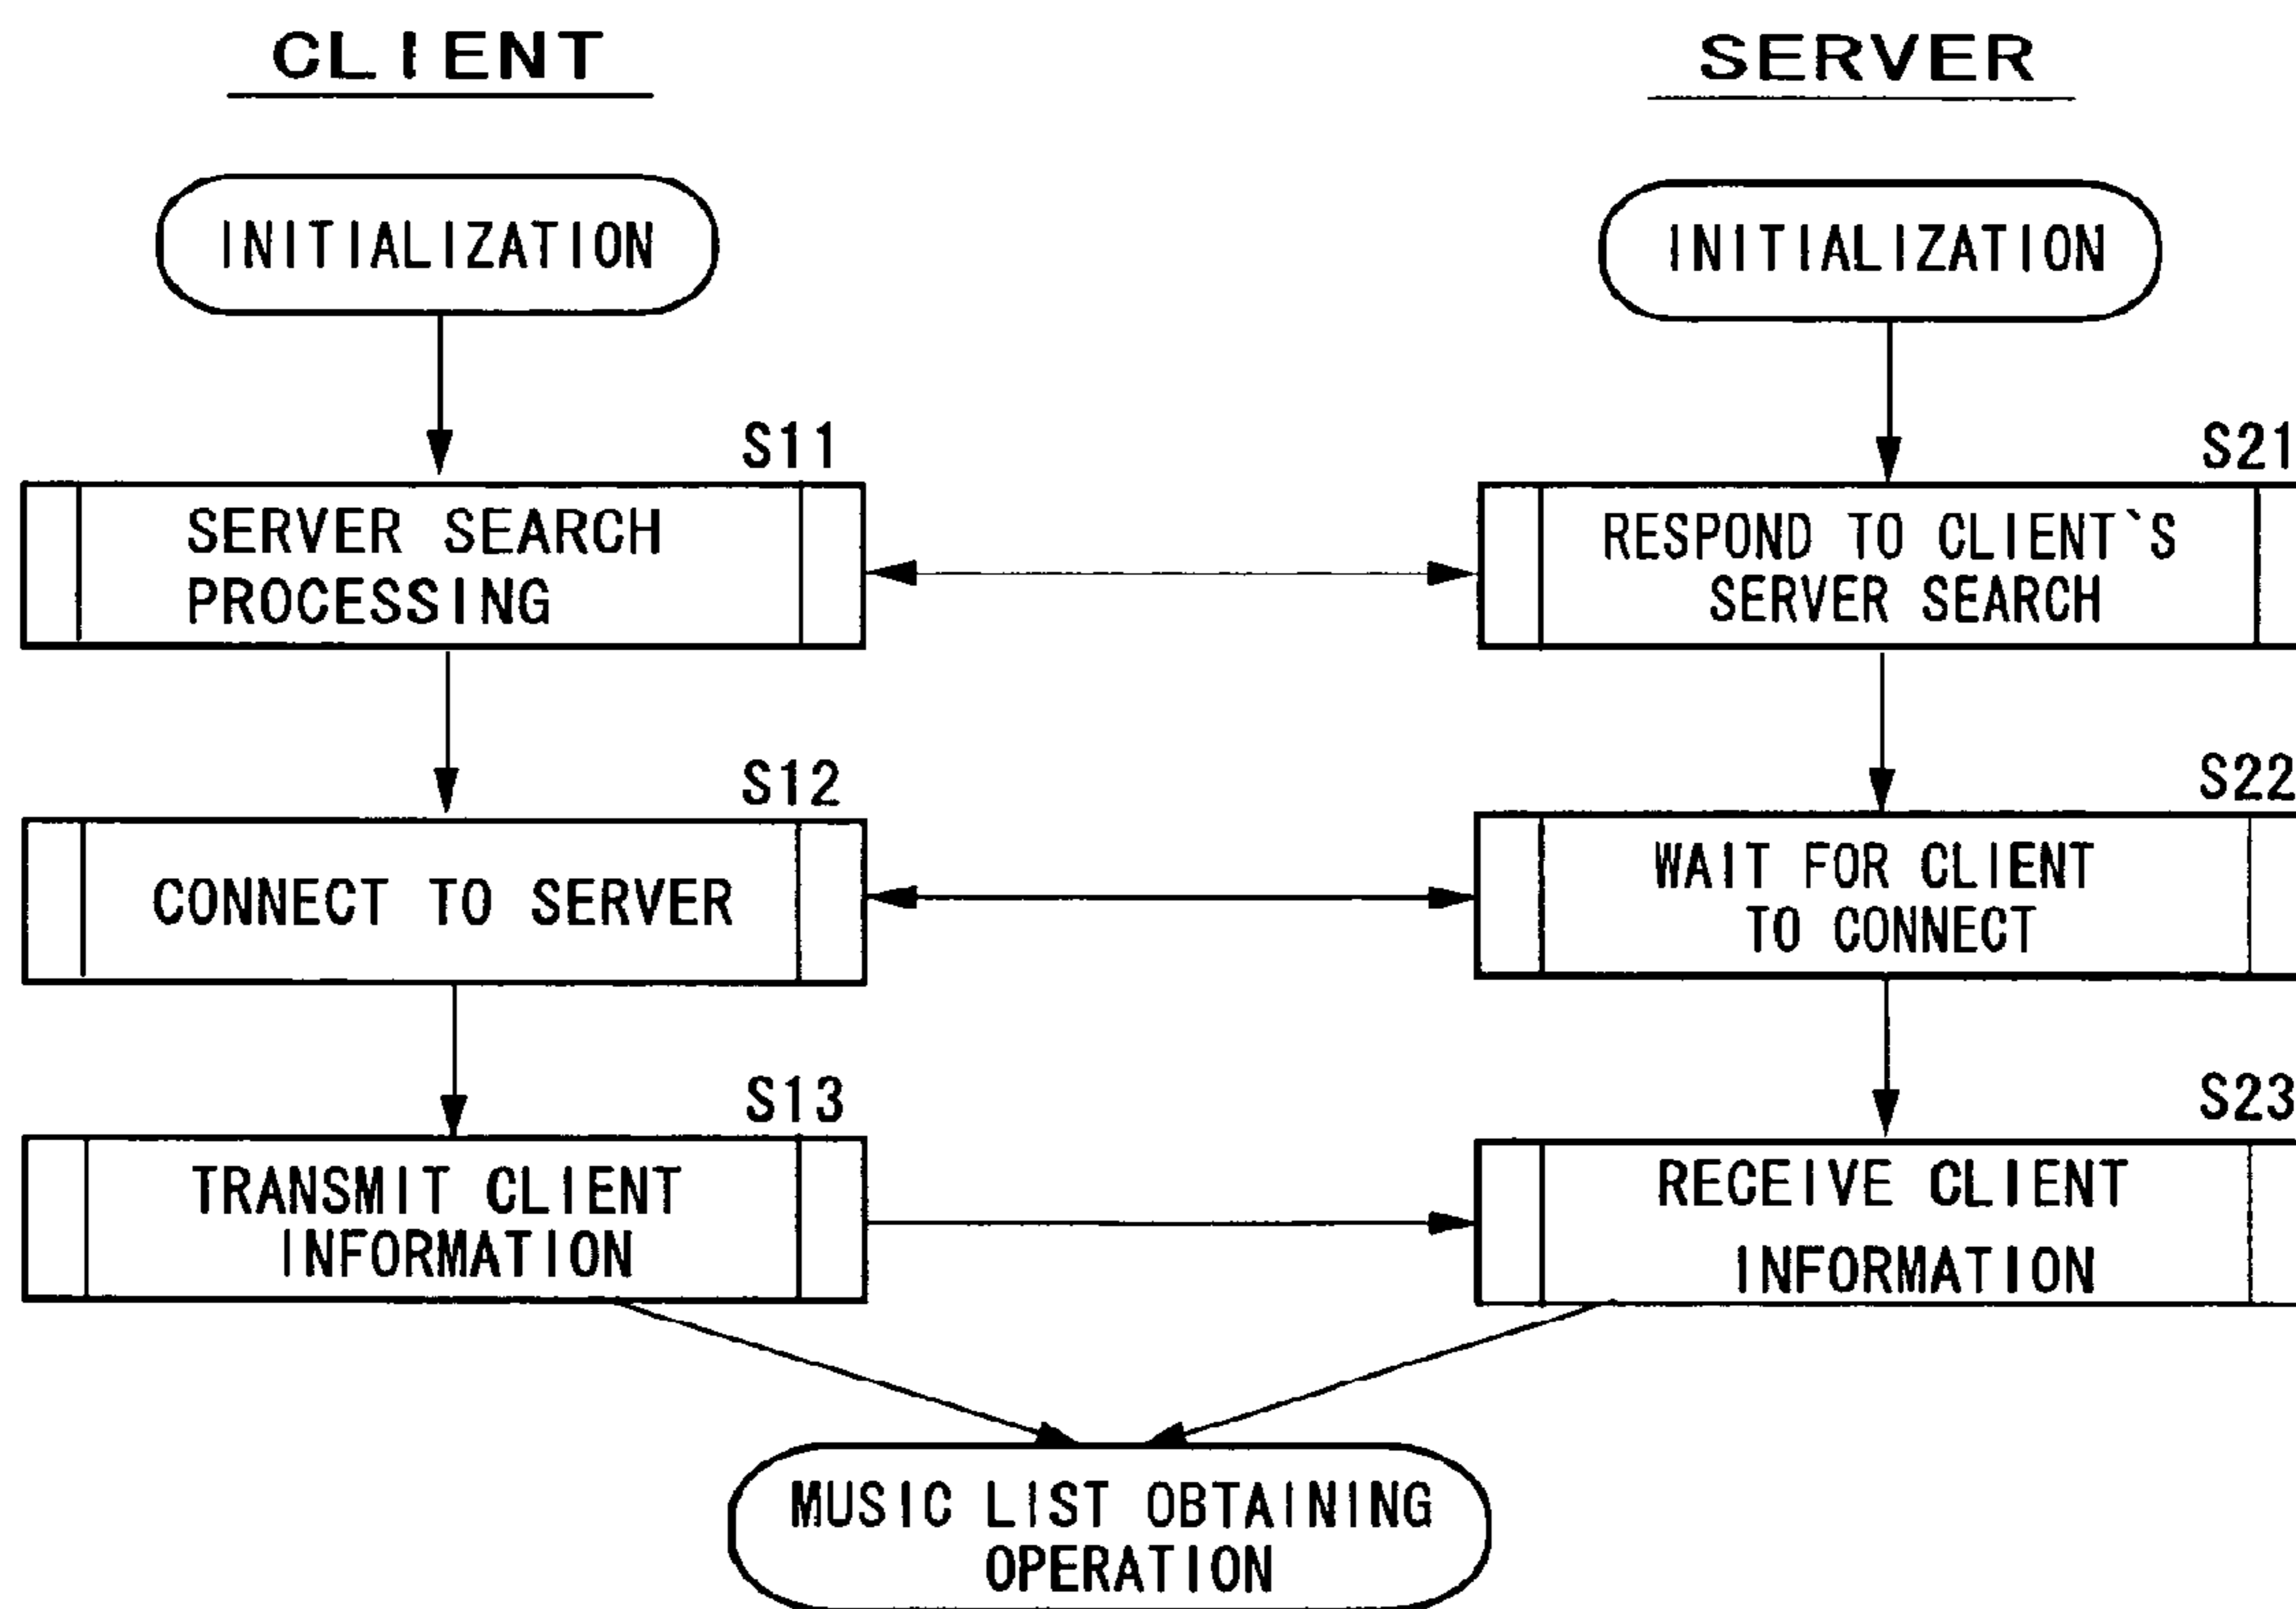 CLIENT
SERVER
INITIALIZATION
INITIALIZATION
S11
SERVER SEARCH
PROCESSING
S21
RESPOND TO CLIENT`S
SERVER SEARCH
S12
CONNECT TO SERVER
S22
WAIT FOR CLIENT
TO CONNECT
S13
TRANSMIT CLIENT
INFORMATION
S23
RECEIVE CLIENT
INFORMATION
MUSIC LIST OBTAINING
OPERATION